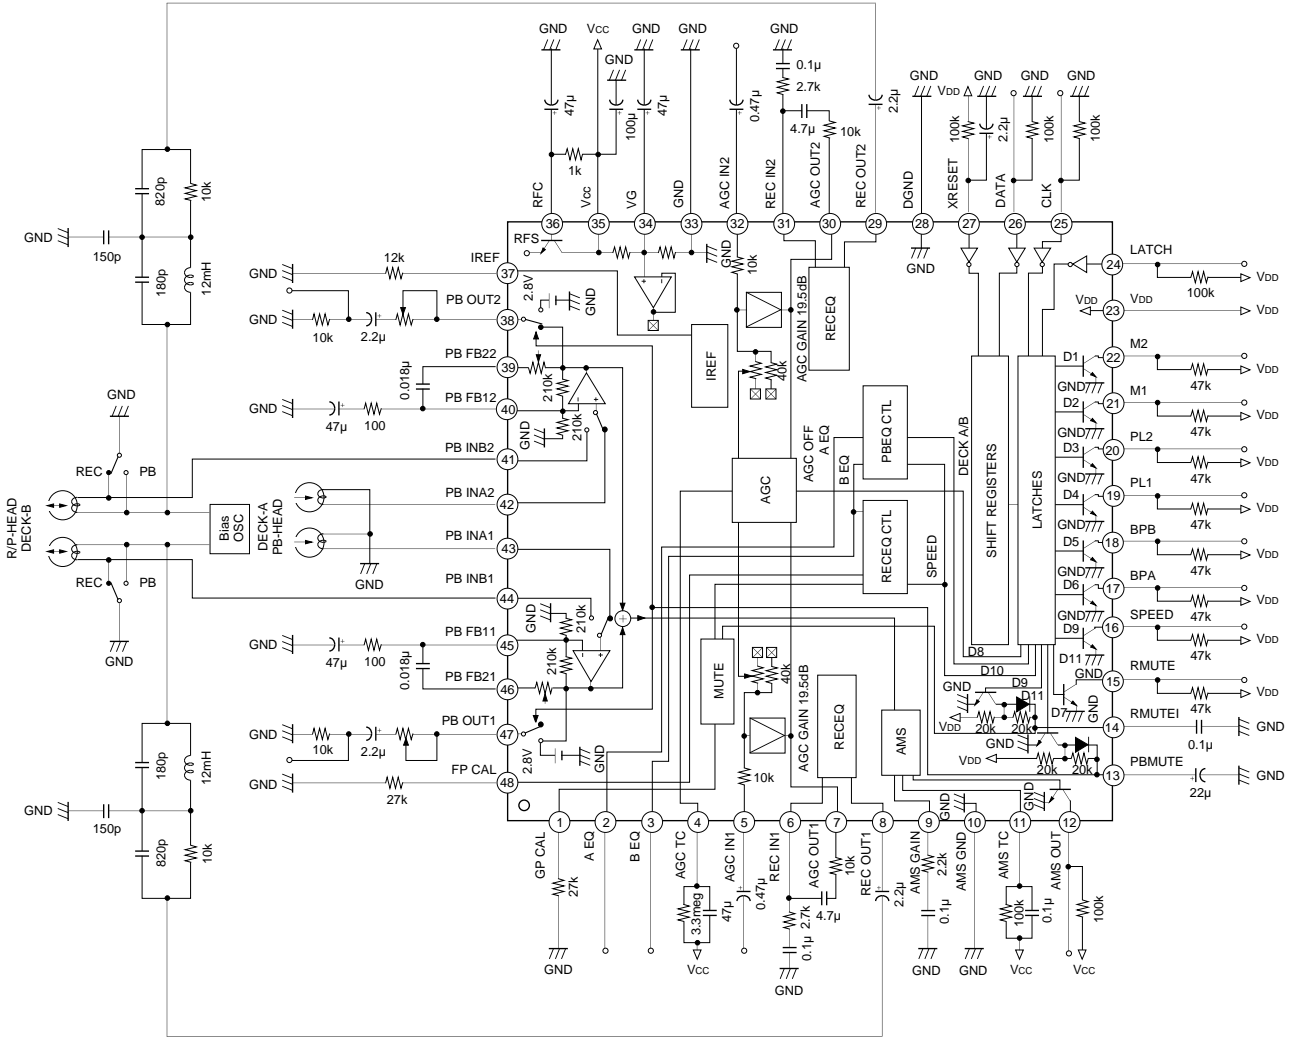 GND
Vcc
GND
GND
GND
GND
47µ
100µ
47µ
0.47µ
0.1µ
2.7k
4.7µ
10k
2.2µ
1k
GND
VDD
GND
GND
GND
100k
2.2µ
100k
100k
RFC
Vcc
VG
GND
AGC IN2
REC IN2
AGC OUT2
REC OUT2
DGND
XRESET
DATA
CLK
36
35
34
33
32
31
30
29
28
27
26
25
820p
10k
GND
150p
180p
12mH
GND
12k
IREF
37
GND
10k
2.2µ
PB OUT2
38
PB FB22
39
0.018µ
GND
47µ
100
PB FB12
40
PB INB2
41
PB INA2
42
PB INA1
43
PB INB1
44
GND
47µ
100
0.018µ
PB FB11
45
PB FB21
46
GND
10k
2.2µ
PB OUT1
47
GND
27k
FP CAL
48
GND
REC
PB
R/P-HEAD
DECK-B
Bias
OSC
DECK-A
PB-HEAD
GND
REC
PB
GND
180p
12mH
GND
150p
820p
10k
RFS
2.8V
GND
GND
10k
AGC GAIN 19.5dB
RECEQ
GND
40k
IREF
210k
210k
GND
AGC OFF
A EQ
B EQ
PBEQ CTL
AGC
RECEQ CTL
SPEED
DECK A/B
SHIFT REGISTERS
LATCHES
D1
GND
D2
GND
D3
GND
D4
GND
D5
GND
D6
GND
D9
D8
D10
D9
D11
D11
GND
D7
GND
GND
VDD
20k
20k
GND
VDD
20k
20k
GND
GND
210k
210k
2.8V
GND
MUTE
40k
AGC GAIN 19.5dB
10k
RECEQ
AMS
GND
LATCH
24
100k
VDD
VDD
VDD
23
VDD
M2
22
47k
VDD
M1
21
47k
VDD
PL2
20
47k
VDD
PL1
19
47k
VDD
BPB
18
47k
VDD
BPA
17
47k
VDD
SPEED
16
47k
VDD
RMUTE
15
47k
VDD
RMUTEI
14
0.1µ
GND
PBMUTE
13
22µ
GND
1
2
3
4
5
6
7
8
9
10
11
12
GP CAL
A EQ
B EQ
AGC TC
AGC IN1
REC IN1
AGC OUT1
REC OUT1
AMS GAIN
AMS GND
AMS TC
AMS OUT
27k
GND
3.3meg
47µ
Vcc
0.47µ
2.7k
0.1µ
GND
4.7µ
10k
2.2µ
2.2k
0.1µ
GND
GND
100k
0.1µ
Vcc
100k
Vcc